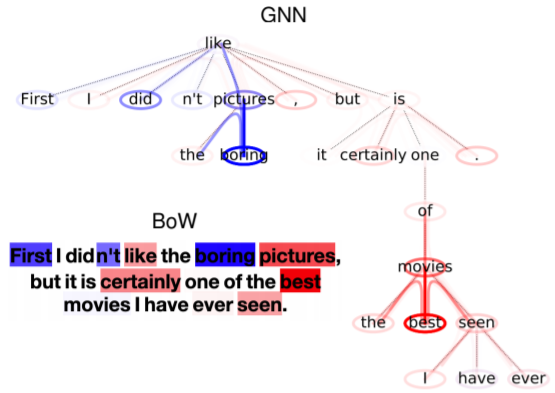 GNN
like
First I did n't pictures , but is
the boring it certainly one .
of
movies
the best seen
I have ever
BoW
First I didn't like the boring pictures,
but it is certainly one of the best
movies I have ever seen.